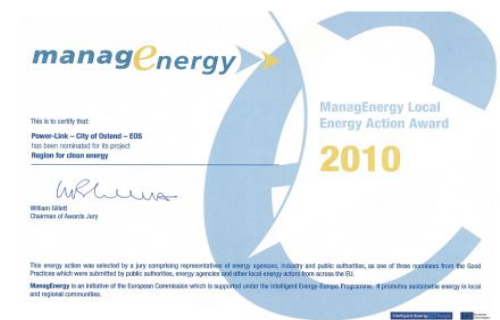 managenergy
ManagEnergy Local
Energy Action Award
2010
This is to certify that:
Power-Link – City of Ostend – EOS
has been nominated for its project
Region for clean energy
William Gillett
Chairman of Awards Jury
This energy action was selected by a jury comprising representatives of energy agencies, industry and public authorities, as one of three nominees from the Good
Practices which were submitted by public authorities, energy agencies and other local energy actors from across the EU.
ManagEnergy is an initiative of the European Commission which is supported under the Intelligent Energy-Europe Programme. It promotes sustainable energy in local
and regional communities.
Intelligent Energy Europe